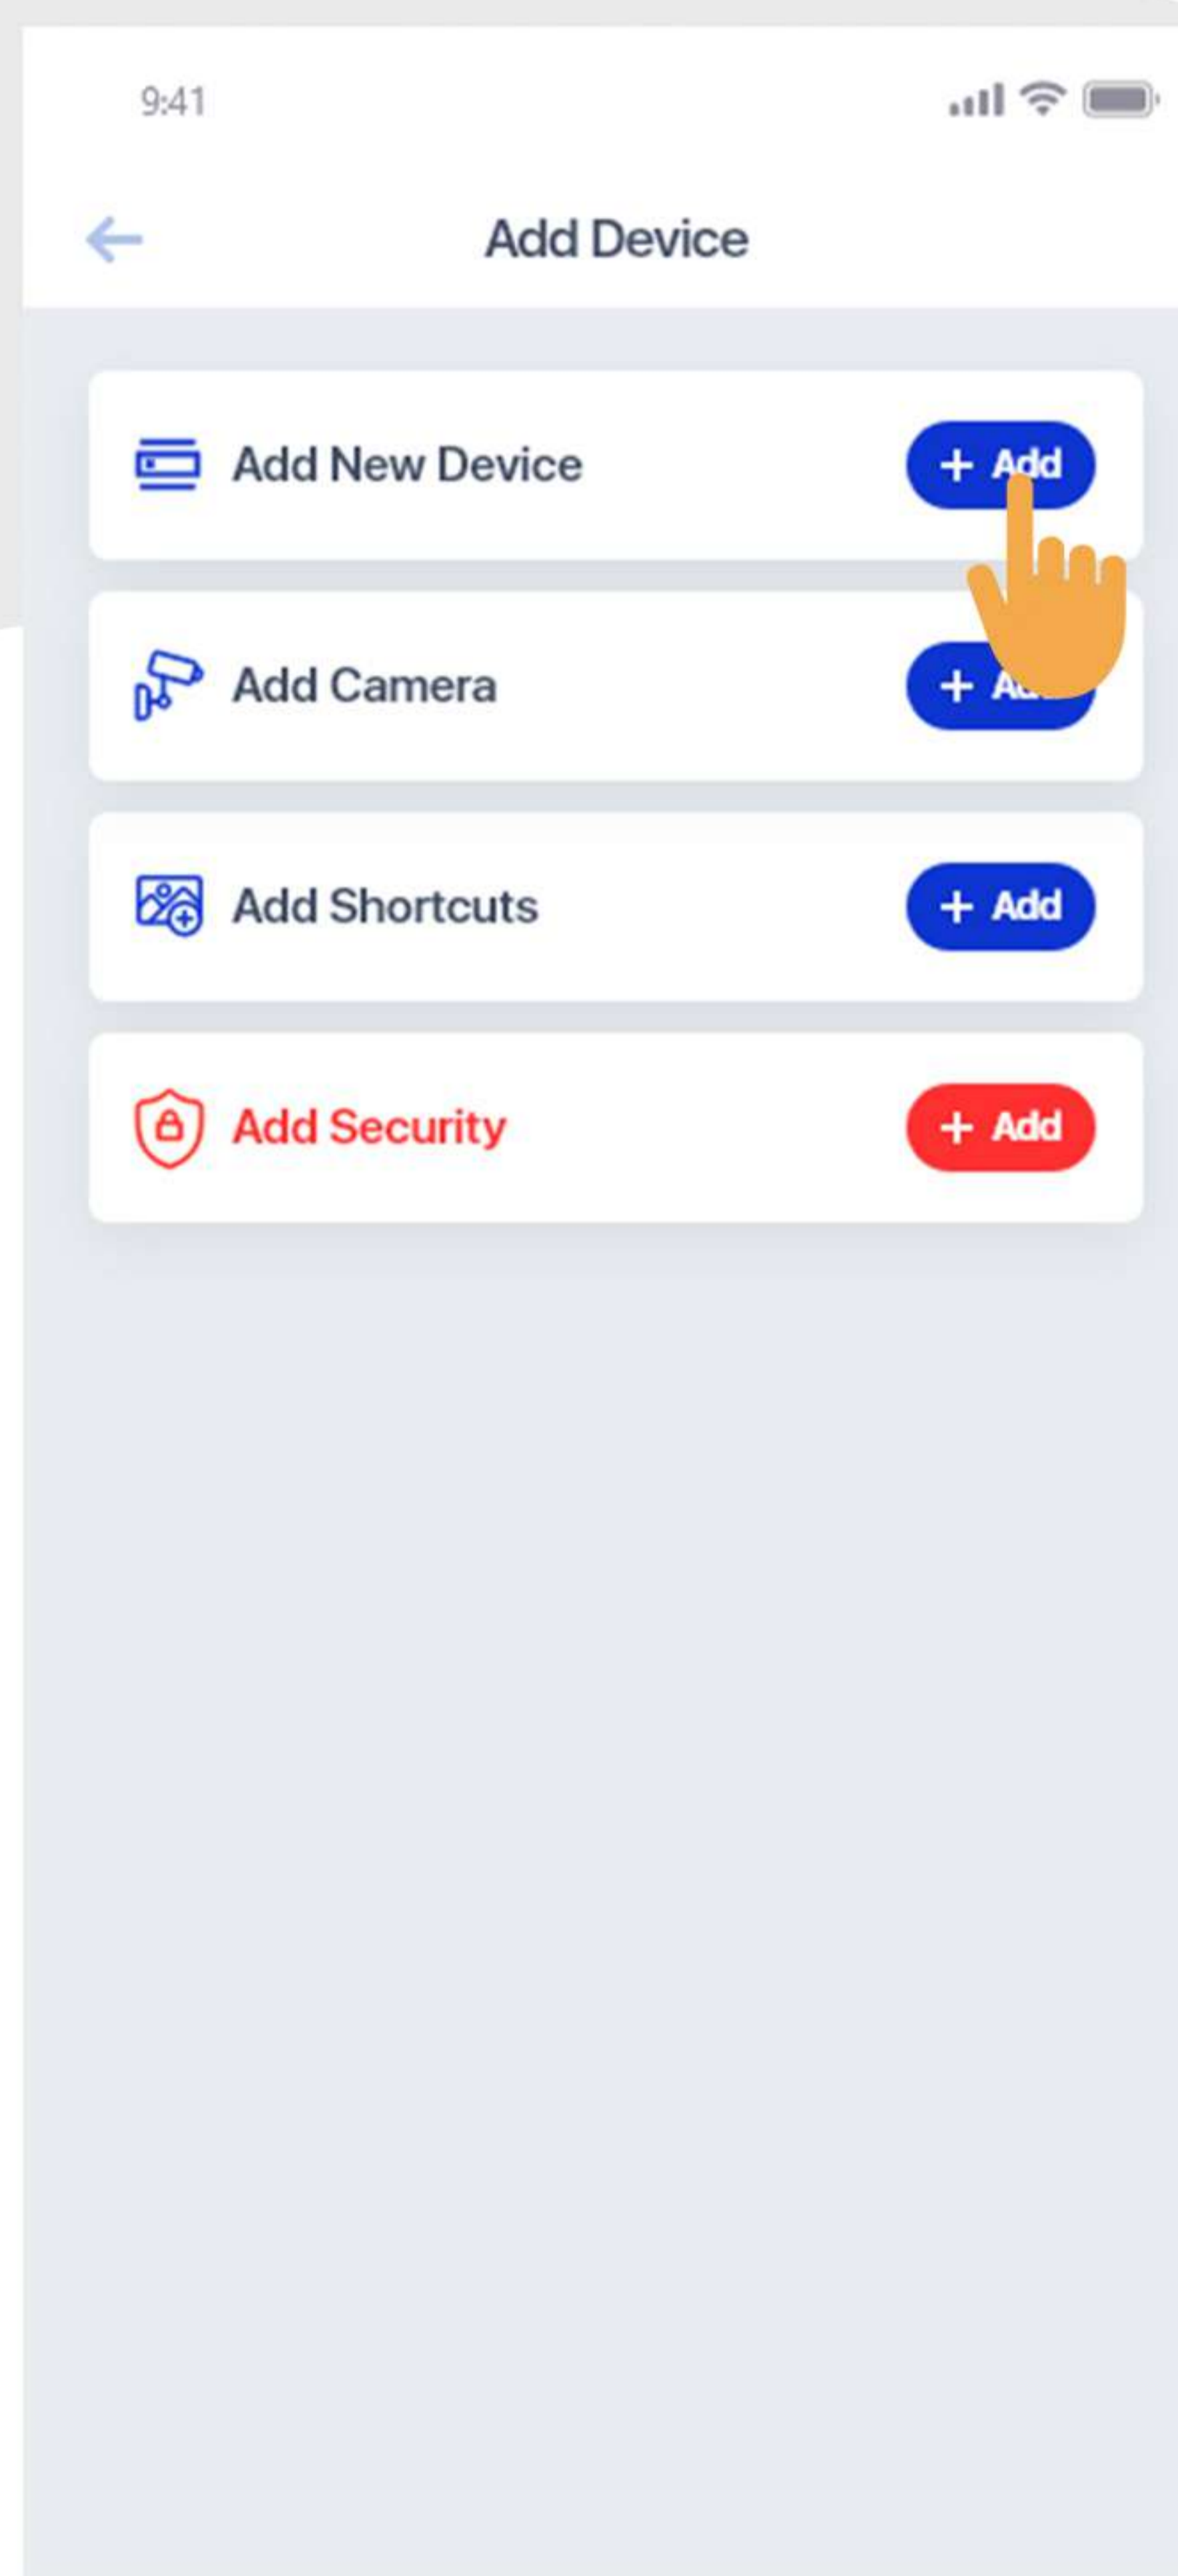 9:41
Add Device
Add New Device + Add
Add Camera +
Add Shortcuts + Add
Add Security + Add